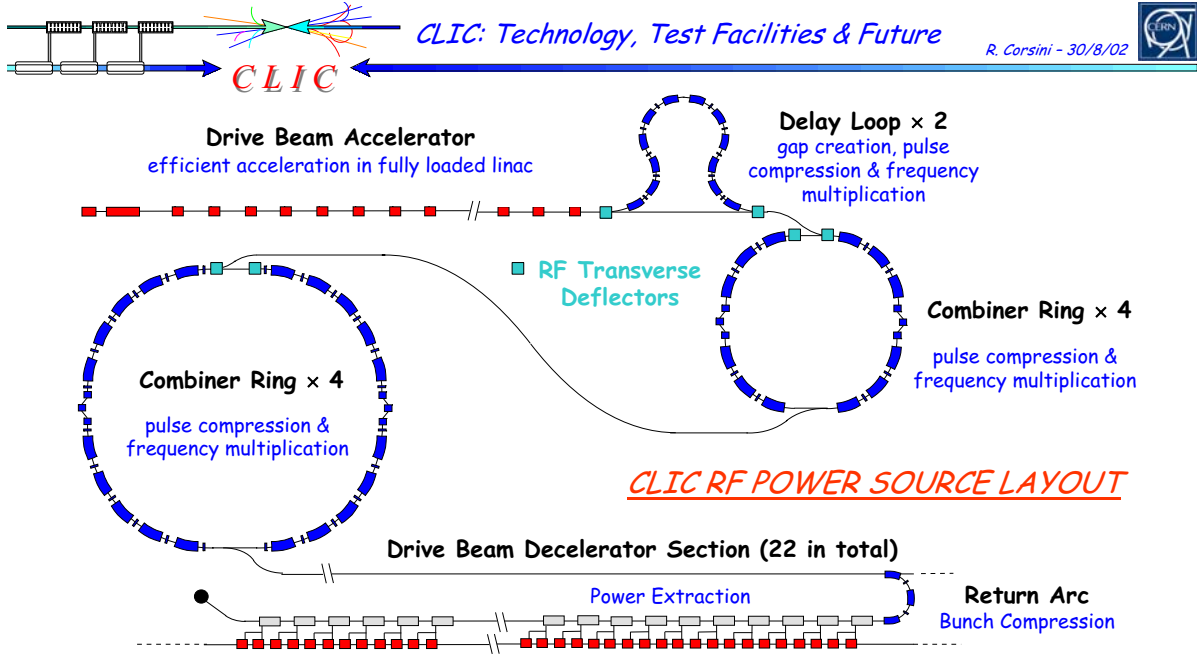 CLIC: Technology, Test Facilities & Future
R. Corsini - 30/8/02
CERN
CLIC
Drive Beam Accelerator
efficient acceleration in fully loaded linac
Delay Loop × 2
gap creation, pulse
compression & frequency
multiplication
RF Transverse
Deflectors
Combiner Ring × 4
pulse compression &
frequency multiplication
Combiner Ring × 4
pulse compression &
frequency multiplication
CLIC RF POWER SOURCE LAYOUT
Drive Beam Decelerator Section (22 in total)
Power Extraction
Return Arc
Bunch Compression